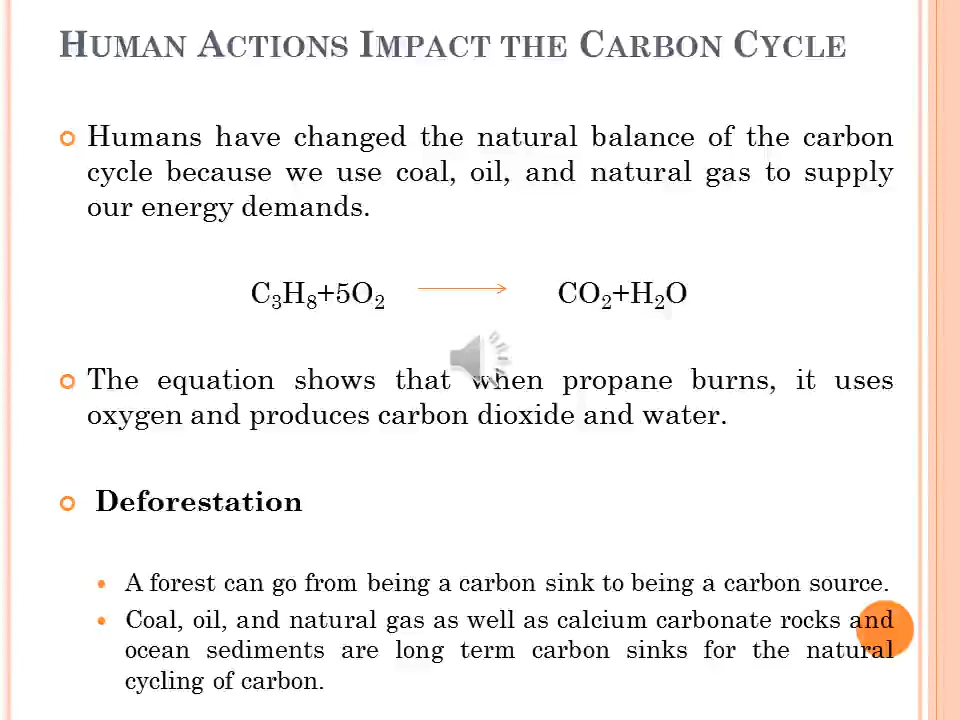 HUMAN ACTIONS IMPACT THE CARBON CYCLE
Humans have changed the natural balance of the carbon
cycle because we use coal, oil, and natural gas to supply
our energy demands.
C₃H₈+5O₂ → CO₂+H₂O
The equation shows that when propane burns, it uses
oxygen and produces carbon dioxide and water.
Deforestation
A forest can go from being a carbon sink to being a carbon source.
Coal, oil, and natural gas as well as calcium carbonate rocks and
ocean sediments are long term carbon sinks for the natural
cycling of carbon.